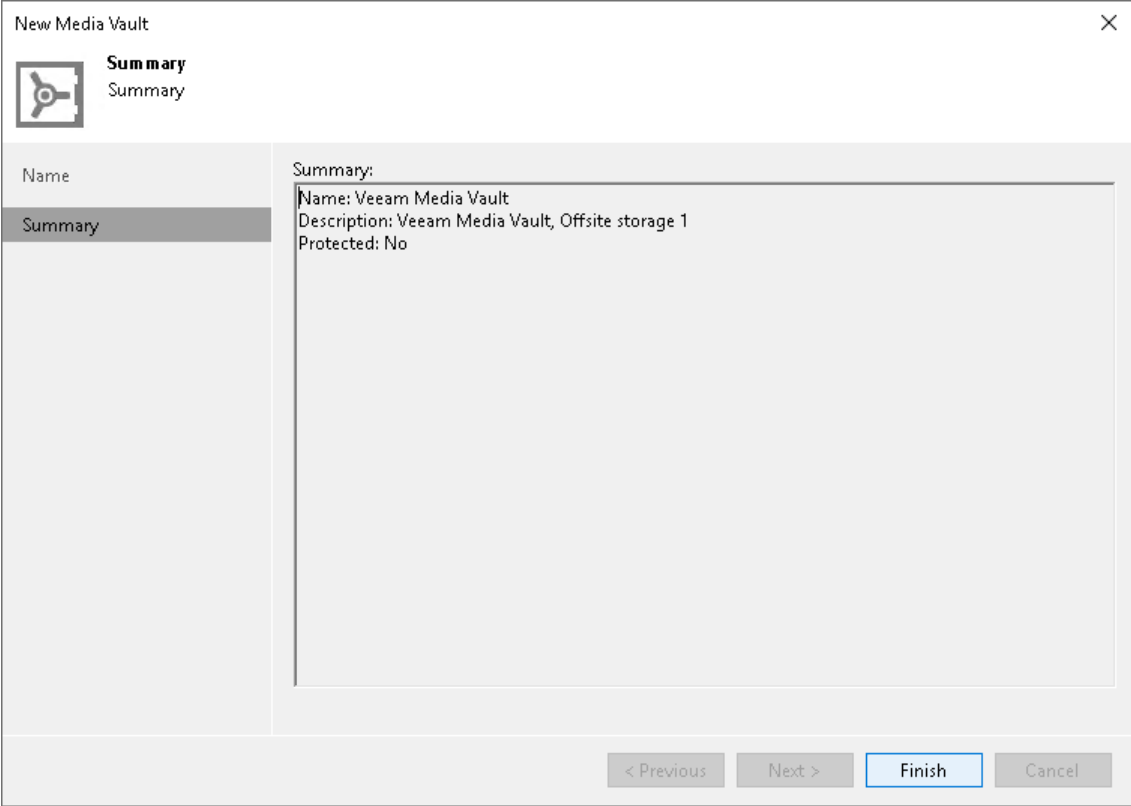 New Media Vault
Summary
Summary
Name
Summary
Summary:
Name: Veeam Media Vault
Description: Veeam Media Vault, Offsite storage 1
Protected: No
< Previous
Next >
Finish
Cancel